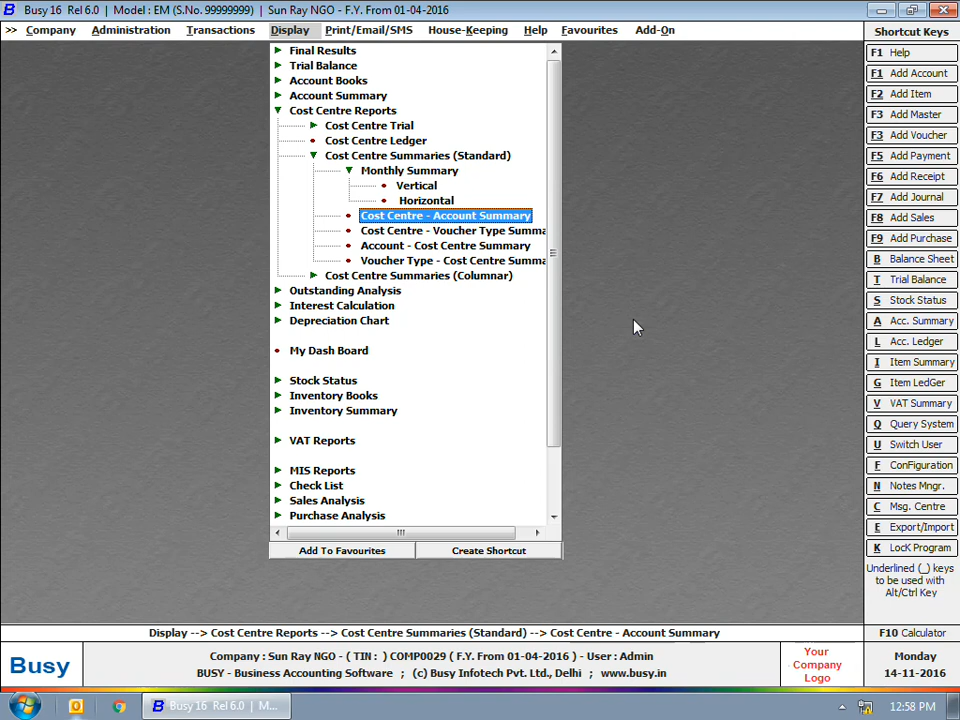 Busy 16 Rel 6.0 | Model : EM (S.No. 99999999) | Sun Ray NGO - F.Y. From 01-04-2016
>> Company Administration Transactions Display Print/Email/SMS House-Keeping Help Favourites Add-On
Final Results
Trial Balance
Account Books
Account Summary
Cost Centre Reports
Cost Centre Trial
Cost Centre Ledger
Cost Centre Summaries (Standard)
Monthly Summary
Vertical
Horizontal
Cost Centre - Account Summary
Cost Centre - Voucher Type Summa
Account - Cost Centre Summary
Voucher Type - Cost Centre Summa
Cost Centre Summaries (Columnar)
Outstanding Analysis
Interest Calculation
Depreciation Chart
My Dash Board
Stock Status
Inventory Books
Inventory Summary
VAT Reports
MIS Reports
Check List
Sales Analysis
Purchase Analysis
Add To Favourites Create Shortcut
Shortcut Keys
F1 Help
F1 Add Account
F2 Add Item
F3 Add Master
F3 Add Voucher
F5 Add Payment
F6 Add Receipt
F7 Add Journal
F8 Add Sales
F9 Add Purchase
B Balance Sheet
T Trial Balance
S Stock Status
A Acc. Summary
L Acc. Ledger
I Item Summary
G Item LedGer
V VAT Summary
Q Query System
U Switch User
F ConFiguration
N Notes Mngr.
C Msg. Centre
E Export/Import
K LocK Program
Underlined (_) keys
to be used with
Alt/Ctrl Key
F10 Calculator
Display --> Cost Centre Reports --> Cost Centre Summaries (Standard) --> Cost Centre - Account Summary
Busy
Company : Sun Ray NGO - ( TIN : ) COMP0029 ( F.Y. From 01-04-2016 ) - User : Admin
BUSY - Business Accounting Software ; (c) Busy Infotech Pvt. Ltd., Delhi ; www.busy.in
Your
Company
Logo
Monday
14-11-2016
Busy 16 Rel 6.0 | M...
12:58 PM